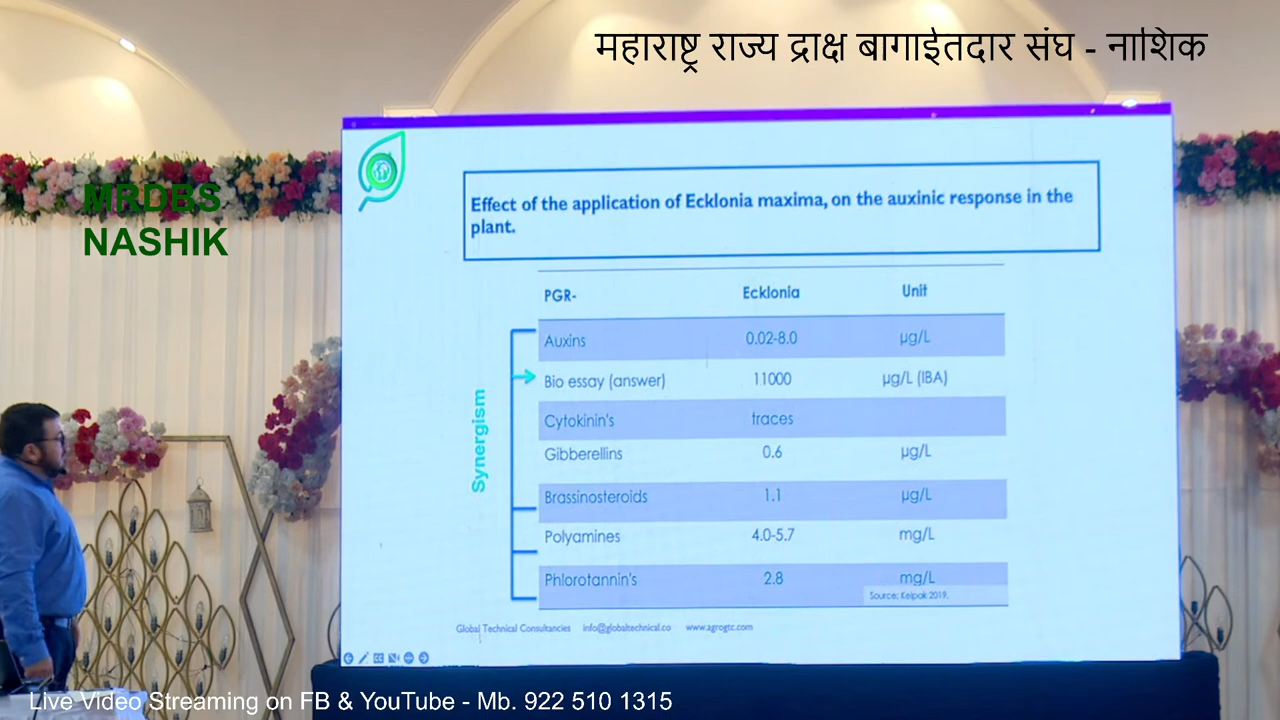 महाराष्ट्र राज्य द्राक्ष बागाईतदार संघ - नाशिक
MRDBS
NASHIK
Effect of the application of Ecklonia maxima, on the auxinic response in the
plant.
PGR- Ecklonia Unit
Auxins 0.02-8.0 µg/L
Bio essay (answer) 11000 µg/L (IBA)
Cytokinin's traces
Gibberellins 0.6 µg/L
Brassinosteroids 1.1 µg/L
Polyamines 4.0-5.7 mg/L
Phlorotannin's 2.8 mg/L
Synergism
Source: Kelpak 2019.
Global Technical Consultancies info@globaltechnical.co www.agrogtc.com
Live Video Streaming on FB & YouTube - Mb. 922 510 1315